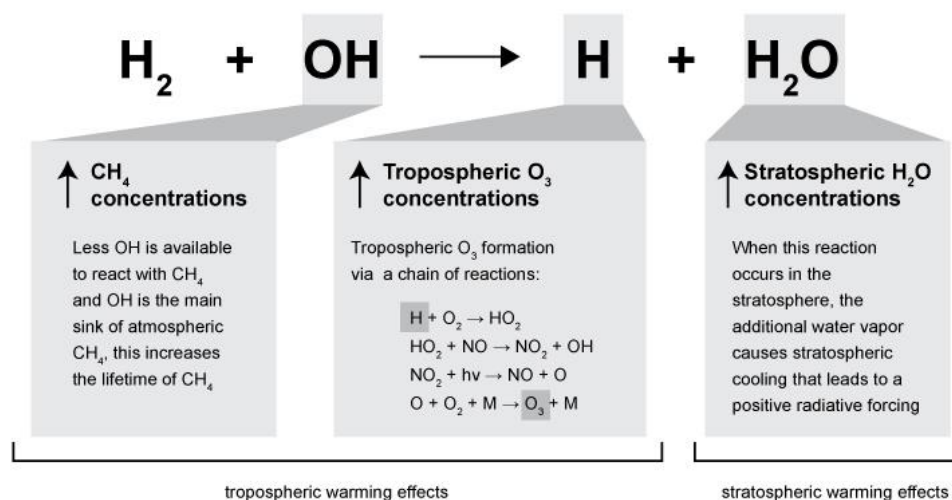 H₂ + OH → H + H₂O
↑ CH₄
concentrations
Less OH is available
to react with CH₄
and OH is the main
sink of atmospheric
CH₄, this increases
the lifetime of CH₄
↑ Tropospheric O₃
concentrations
Tropospheric O₃ formation
via a chain of reactions:
H + O₂ → HO₂
HO₂ + NO → NO₂ + OH
NO₂ + hv → NO + O
O + O₂ + M → O₃ + M
↑ Stratospheric H₂O
concentrations
When this reaction
occurs in the
stratosphere, the
additional water vapor
causes stratospheric
cooling that leads to a
positive radiative forcing
tropospheric warming effects
stratospheric warming effects